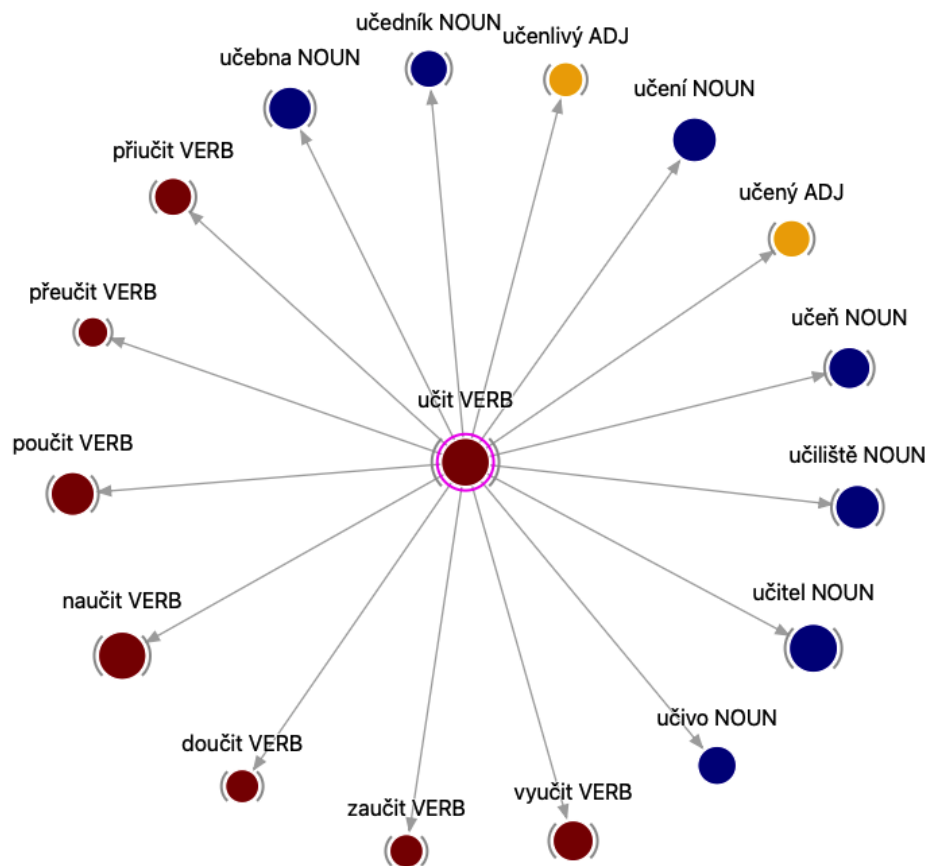 učedník NOUN
učenlivý ADJ
učebna NOUN
učení NOUN
přiučit VERB
učený ADJ
přeučit VERB
učeň NOUN
učit VERB
poučit VERB
učiliště NOUN
naučit VERB
učitel NOUN
učivo NOUN
doučit VERB
vyučit VERB
zaučit VERB